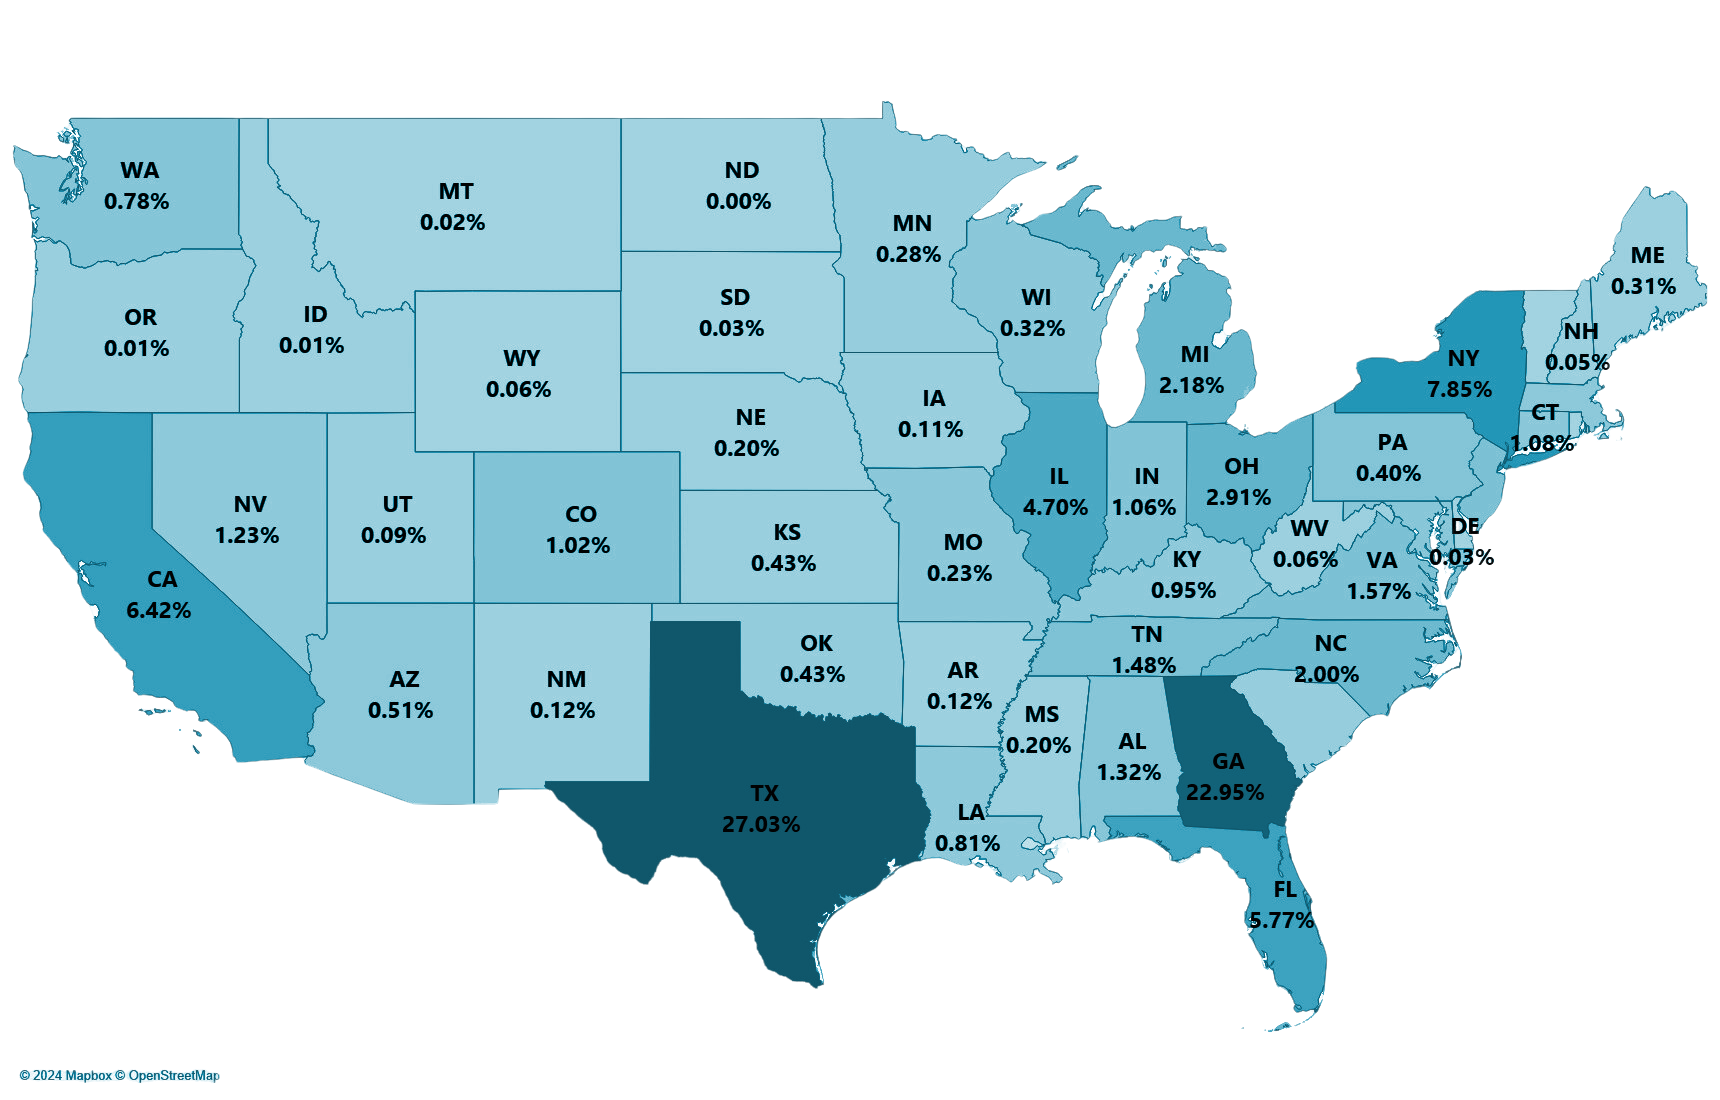 WA
0.78%
MT
0.02%
ND
0.00%
MN
0.28%
ME
0.31%
OR
0.01%
ID
0.01%
SD
0.03%
WI
0.32%
NH
0.05%
WY
0.06%
MI
2.18%
NY
7.85%
NE
0.20%
IA
0.11%
CT
1.08%
PA
0.40%
IL
4.70%
IN
1.06%
OH
2.91%
NV
1.23%
UT
0.09%
CO
1.02%
KS
0.43%
MO
0.23%
WV
0.06%
DE
0.03%
KY
0.95%
VA
1.57%
CA
6.42%
TN
1.48%
NC
2.00%
OK
0.43%
AR
0.12%
AZ
0.51%
NM
0.12%
MS
0.20%
AL
1.32%
GA
22.95%
TX
27.03%
LA
0.81%
FL
5.77%
© 2024 Mapbox © OpenStreetMap